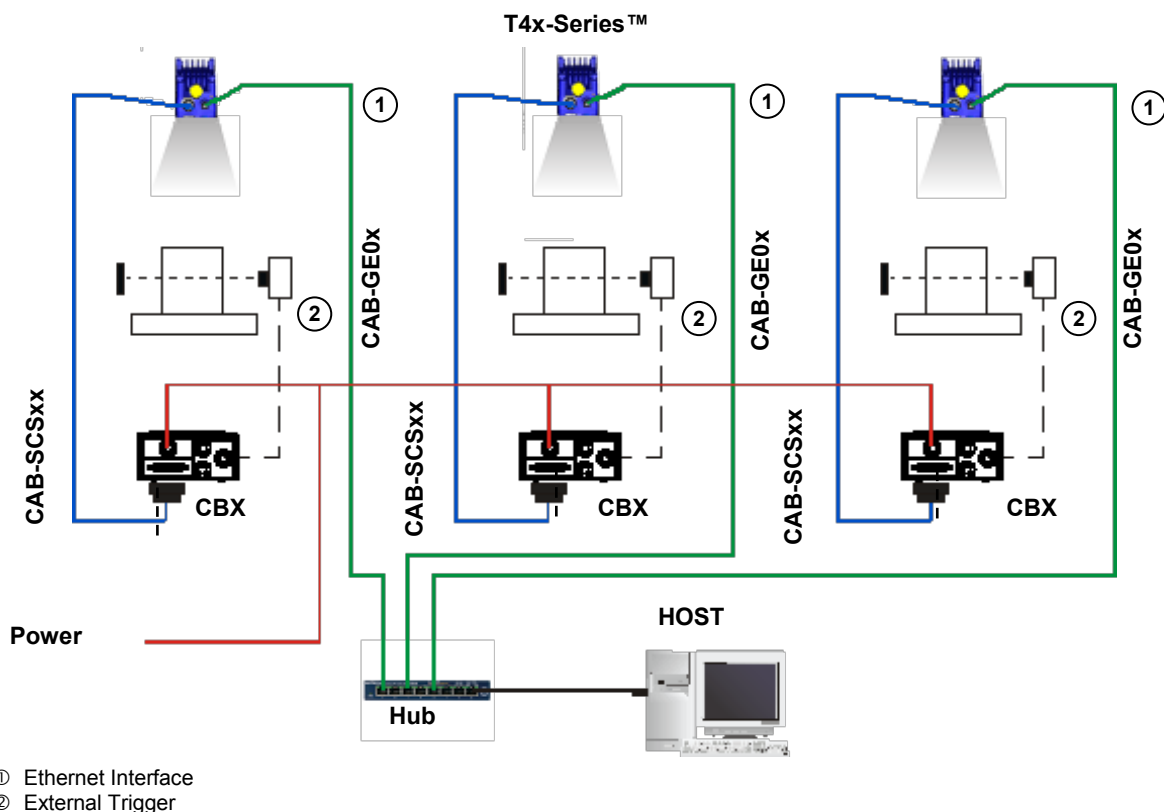 T4x-Series™
1
1
1
CAB-GE0x
CAB-GE0x
CAB-GE0x
2
2
2
CAB-SCSxx
CAB-SCSxx
CAB-SCSxx
CBX
CBX
CBX
Power
HOST
Hub
① Ethernet Interface
② External Trigger